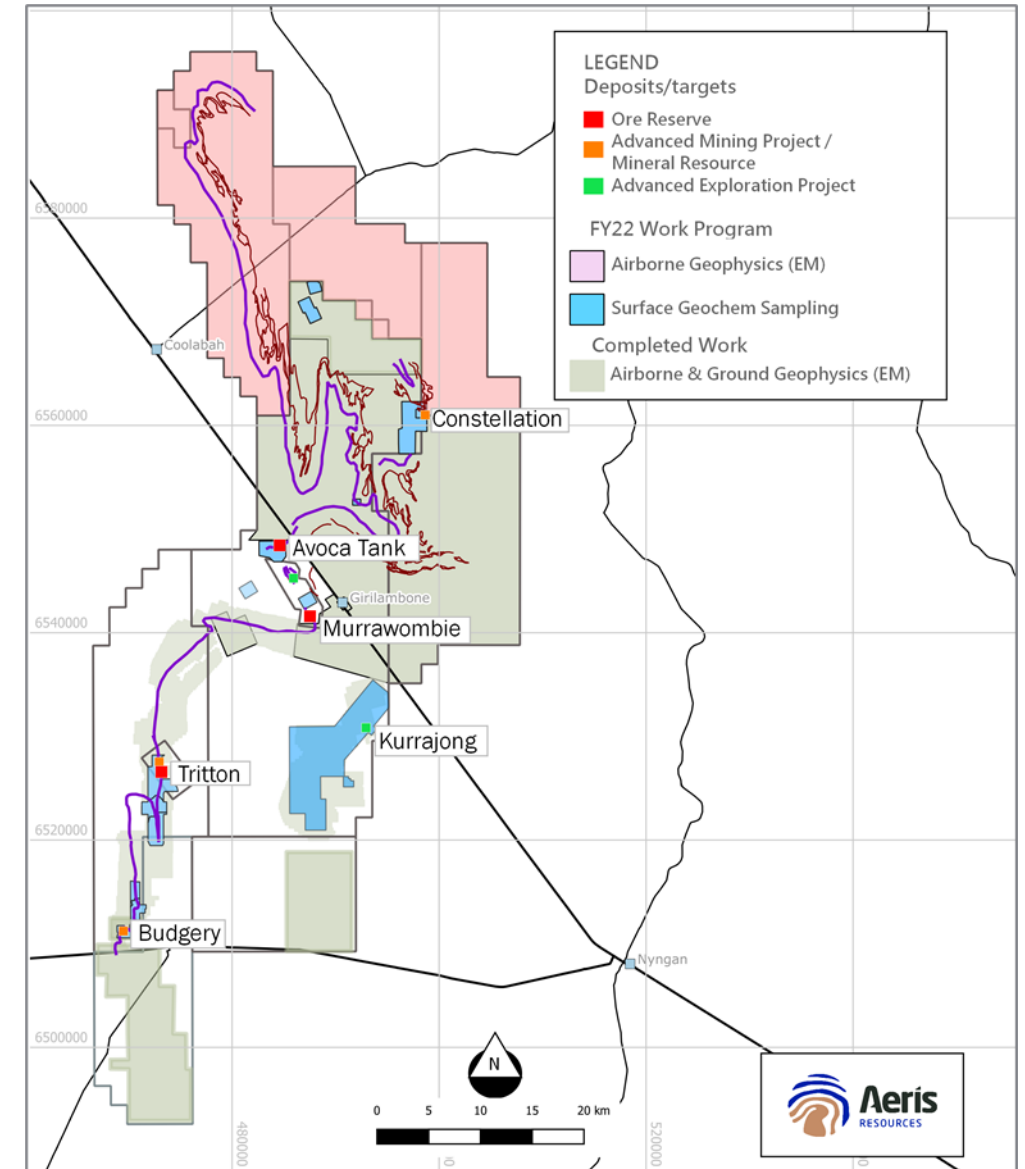 LEGEND
Deposits/targets
Ore Reserve
Advanced Mining Project /
Mineral Resource
Advanced Exploration Project
FY22 Work Program
Airborne Geophysics (EM)
Surface Geochem Sampling
Completed Work
Airborne & Ground Geophysics (EM)
6580000
Coolabah
6560000
Constellation
Avoca Tank
Girilambone
6540000
Murrawombie
Kurrajong
Tritton
6520000
Budgery
Nyngan
6500000
N
0 5 10 15 20 km
480000
520000
Aeris
RESOURCES